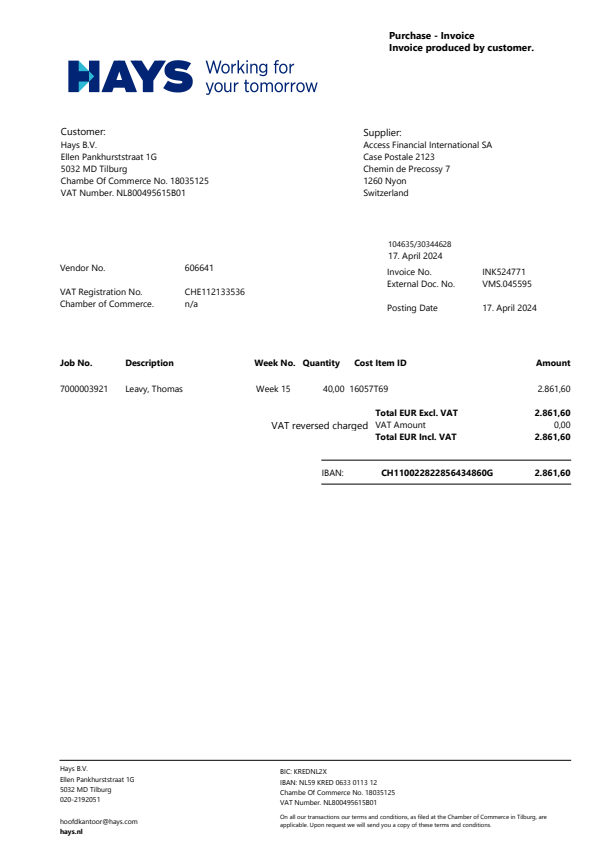 Purchase - Invoice
Invoice produced by customer.
HAYS Working for
your tomorrow
Customer:
Hays B.V.
Ellen Pankhurststraat 1G
5032 MD Tilburg
Chambe Of Commerce No. 18035125
VAT Number. NL800495615B01
Supplier:
Access Financial International SA
Case Postale 2123
Chemin de Precossy 7
1260 Nyon
Switzerland
104635/30344628
17. April 2024
Vendor No. 606641
VAT Registration No. CHE112133536
Chamber of Commerce. n/a
Invoice No. INK524771
External Doc. No. VMS.045595
Posting Date 17. April 2024
Job No. Description Week No. Quantity Cost Item ID Amount
7000003921 Leavy, Thomas Week 15 40,00 16057T69 2.861,60
Total EUR Excl. VAT 2.861,60
VAT reversed charged VAT Amount 0,00
Total EUR Incl. VAT 2.861,60
IBAN: CH110022822856434860G 2.861,60
Hays B.V.
Ellen Pankhurststraat 1G
5032 MD Tilburg
020-2192051
hoofdkantoor@hays.com
hays.nl
BIC: KREDNL2X
IBAN: NL59 KRED 0633 0113 12
Chambe Of Commerce No. 18035125
VAT Number. NL800495615B01
On all our transactions our terms and conditions, as filed at the Chamber of Commerce in Tilburg, are
applicable. Upon request we will send you a copy of these terms and conditions.